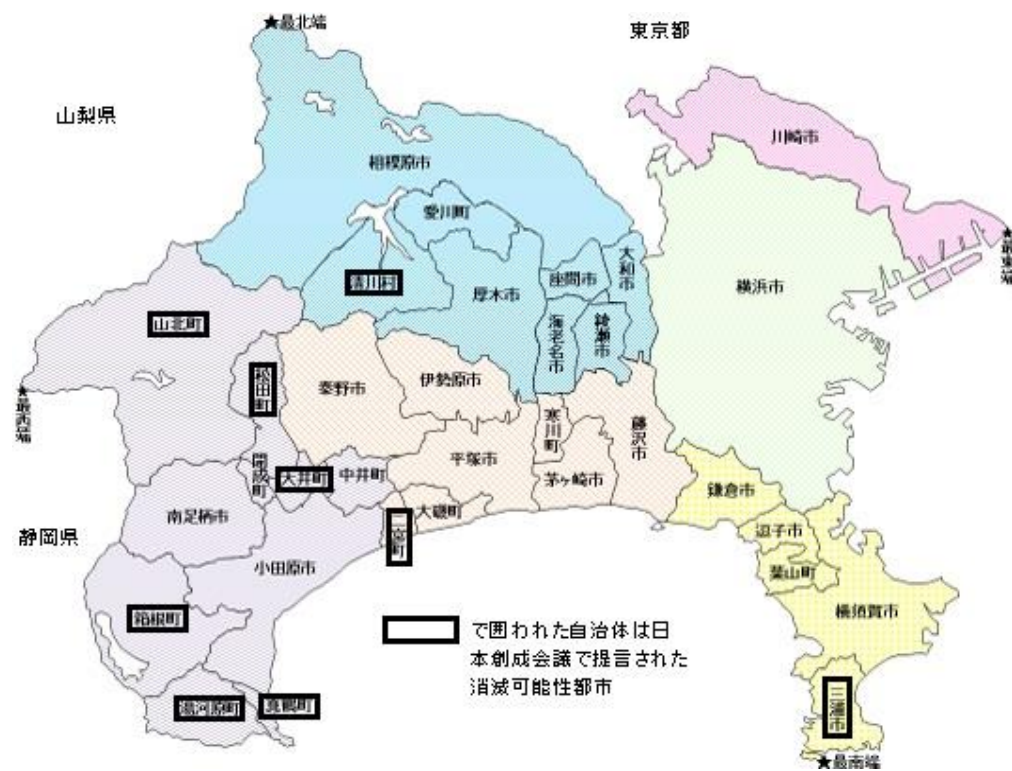 ★最北端
東京都
山梨県
川崎市
相模原市
愛川町
★最東端
大和市
座間市
清川村
厚木市
横浜市
海老名市
綾瀬市
山北町
松田町
秦野市
伊勢原市
★最西端
寒川町
藤沢市
開成町
大井町
中井町
平塚市
茅ヶ崎市
鎌倉市
南足柄市
大磯町
二宮町
静岡県
逗子市
小田原市
葉山町
横須賀市
箱根町
で囲われた自治体は日
本創成会議で提言された
消滅可能性都市
湯河原町
真鶴町
三浦市
★最南端